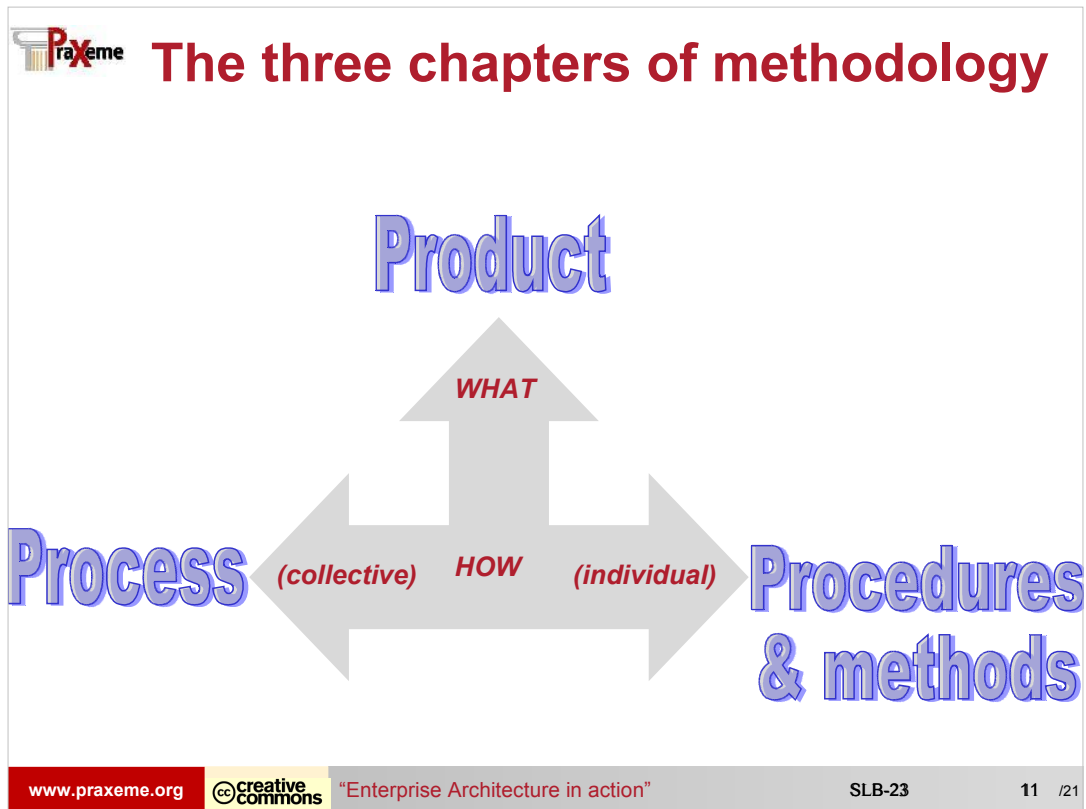 PraXeme
The three chapters of methodology
Product
WHAT
Process
(collective)
HOW
(individual)
Procedures
& methods
www.praxeme.org
cc creative
commons
“Enterprise Architecture in action”
SLB-23
11 /21